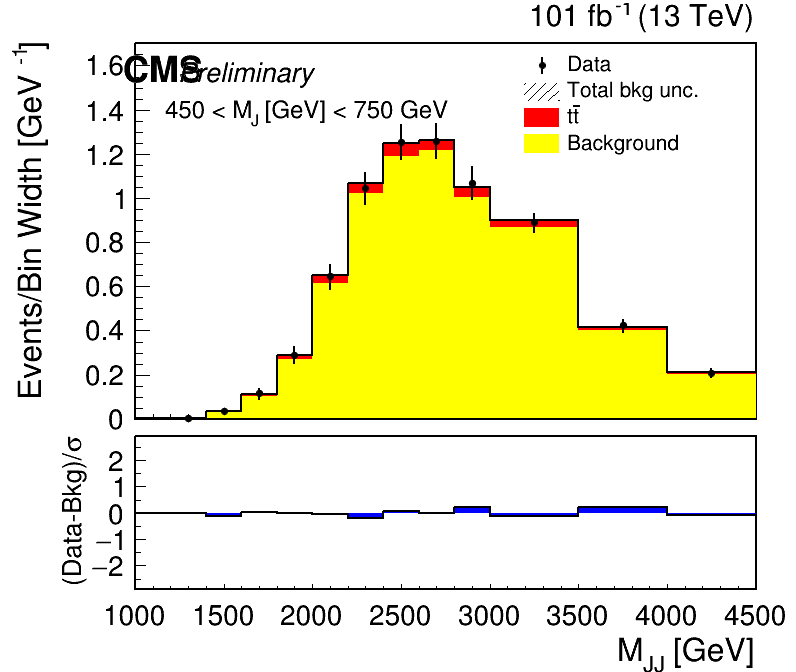 101 fb⁻¹ (13 TeV)
CMS Preliminary
450 < M_J [GeV] < 750 GeV
Data
Total bkg unc.
tt̄
Background
Events/Bin Width [GeV⁻¹]
1.6
1.4
1.2
1
0.8
0.6
0.4
0.2
0
(Data-Bkg)/σ
2
1
0
−1
−2
1000 1500 2000 2500 3000 3500 4000 4500
M_JJ [GeV]